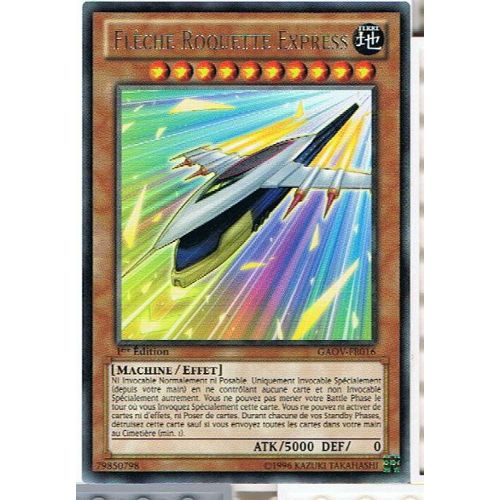 Flèche Roquette Express
TERRE
地
1ère Édition
GAOV-FR016
[Machine / Effet]
Ni Invocable Normalement ni Posable. Uniquement Invocable Spécialement
(depuis votre main) en ne contrôlant aucune carte et non Invocable
Spécialement autrement. Vous ne pouvez pas mener votre Battle Phase le
tour où vous Invoquez Spécialement cette carte. Vous ne pouvez ni activer de
cartes ni d'effets, ni Poser de cartes. Durant chacune de vos Standby Phases,
détruisez cette carte sauf si vous envoyez toutes les cartes dans votre main au
Cimetière (min. 1).
ATK/5000 DEF/ 0
79850798
©1996 KAZUKI TAKAHASHI